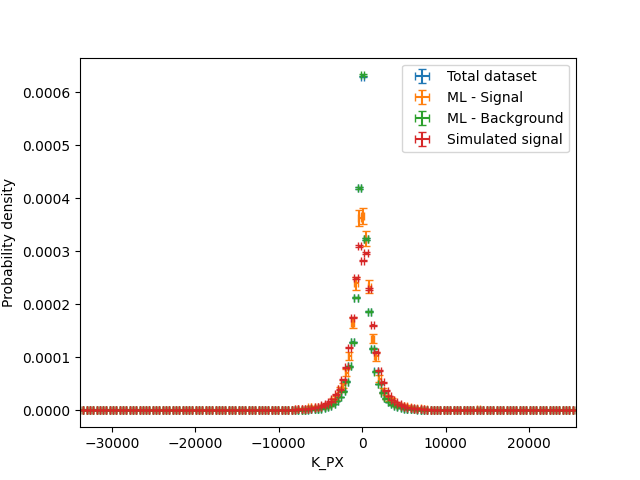 Total dataset
ML - Signal
ML - Background
Simulated signal
Probability density
0.0006
0.0005
0.0004
0.0003
0.0002
0.0001
0.0000
−30000 −20000 −10000 0 10000 20000
K_PX